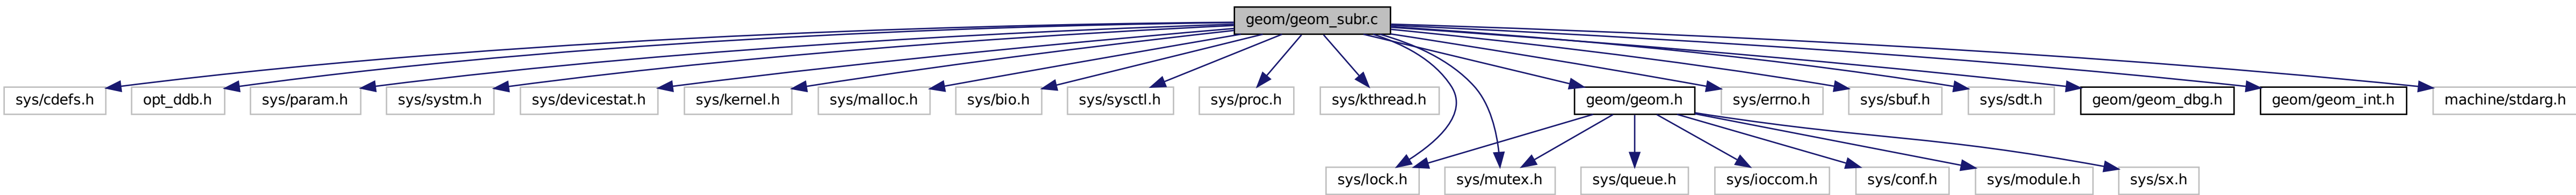 geom/geom_subr.c
sys/cdefs.h
opt_ddb.h
sys/param.h
sys/systm.h
sys/devicestat.h
sys/kernel.h
sys/malloc.h
sys/bio.h
sys/sysctl.h
sys/proc.h
sys/kthread.h
geom/geom.h
sys/errno.h
sys/sbuf.h
sys/sdt.h
geom/geom_dbg.h
geom/geom_int.h
machine/stdarg.h
sys/lock.h
sys/mutex.h
sys/queue.h
sys/ioccom.h
sys/conf.h
sys/module.h
sys/sx.h